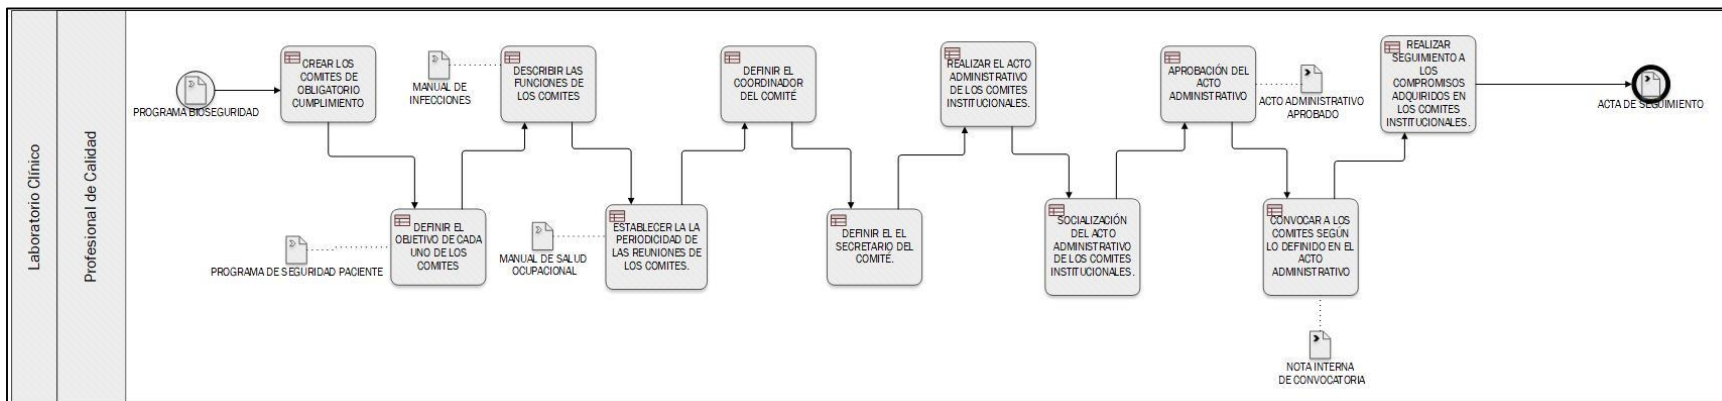 Laboratorio Clínico
Profesional de Calidad
PROGRAMA BIOSEGURIDAD
CREAR LOS
COMITES DE
OBLIGATORIO
CUMPLIMIENTO
DEFINIR EL
OBJETIVO DE CADA
UNO DE LOS
COMITES
PROGRAMA DE SEGURIDAD PACIENTE
MANUAL DE
INFECCIONES
DESCRIBIR LAS
FUNCIONES DE
LOS COMITES
MANUAL DE SALUD
OCUPACIONAL
ESTABLECER LA LA
PERIODICIDAD DE
LAS REUNIONES DE
LOS COMITES.
DEFINIR EL
COORDINADOR
DEL COMITÉ
DEFINIR EL EL
SECRETARIO DEL
COMITÉ.
REALIZAR EL ACTO
ADMINISTRATIVO
DE LOS COMITES
INSTITUCIONALES.
SOCIALIZACIÓN
DEL ACTO
ADMINISTRATIVO
DE LOS COMITES
INSTITUCIONALES.
APROBACIÓN DEL
ACTO
ADMINISTRATIVO
ACTO ADMINISTRATIVO
APROBADO
CONVOCAR A LOS
COMITES SEGÚN
LO DEFINIDO EN EL
ACTO
ADMINISTRATIVO
NOTA INTERNA
DE CONVOCATORIA
REALIZAR
SEGUIMIENTO A
LOS
COMPROMISOS
ADQUIRIDOS EN
LOS COMITES
INSTITUCIONALES.
ACTA DE SEGUIMIENTO